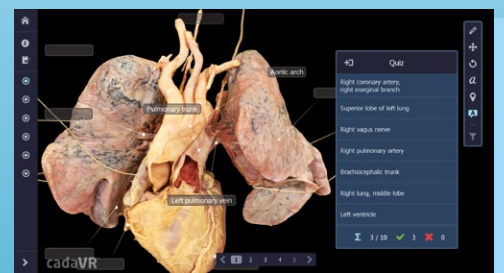 Quiz
Aortic arch
Right coronary artery,
right marginal branch
Pulmonary trunk
Superior lobe of left lung
Right vagus nerve
Right pulmonary artery
Brachiocephalic trunk
Left pulmonary vein
Right lung, middle lobe
Left ventricle
Σ 3 / 10 ✔ 3 ✖ 0
cadaVR
1 2 3 4 5